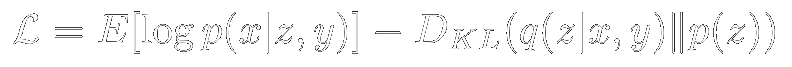 ℒ = E[log p(x|z, y)] − D_{KL}(q(z|x, y)‖p(z))